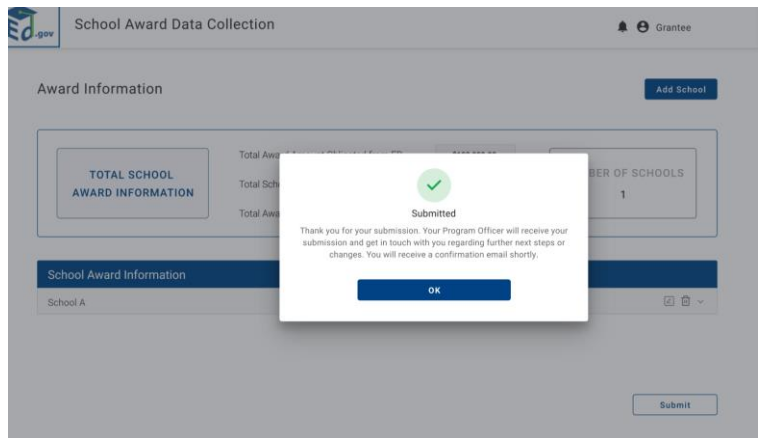 Ed.gov
School Award Data Collection
Grantee
Award Information
Add School
TOTAL SCHOOL
AWARD INFORMATION
Total Awa
Total Sch
Total Awa
BER OF SCHOOLS
1
Submitted
Thank you for your submission. Your Program Officer will receive your
submission and get in touch with you regarding further next steps or
changes. You will receive a confirmation email shortly.
OK
School Award Information
School A
Submit